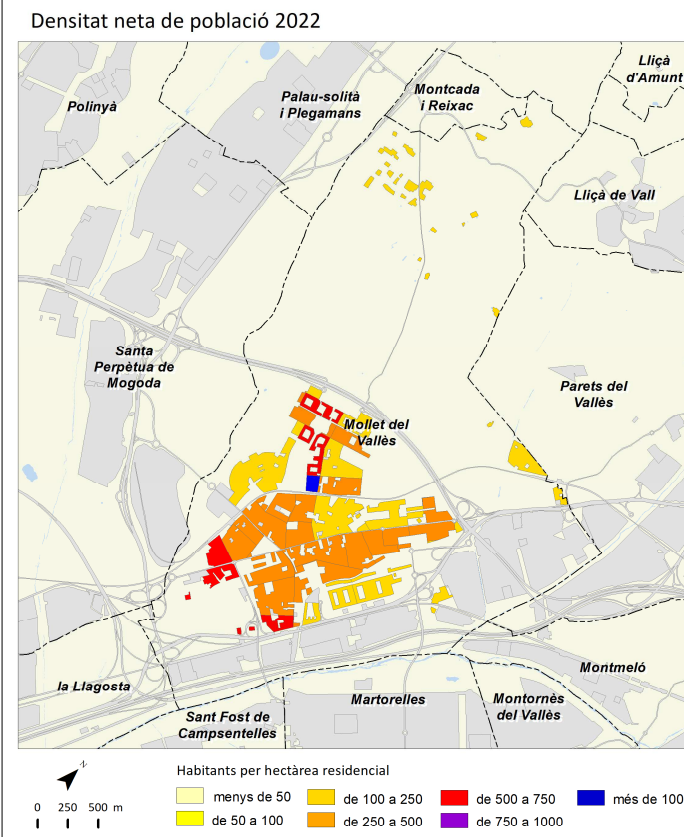 Densitat neta de població 2022
Lliçà
d'Amunt
Polinyà
Palau-solità
i Plegamans
Montcada
i Reixac
Lliçà de Vall
Santa
Perpètua de
Mogoda
Parets del
Vallès
Mollet del
Vallès
la Llagosta
Sant Fost de
Campsentelles
Martorelles
Montornès
del Vallès
Montmeló
N
0 250 500 m
Habitants per hectàrea residencial
menys de 50
de 100 a 250
de 500 a 750
més de 100
de 50 a 100
de 250 a 500
de 750 a 1000